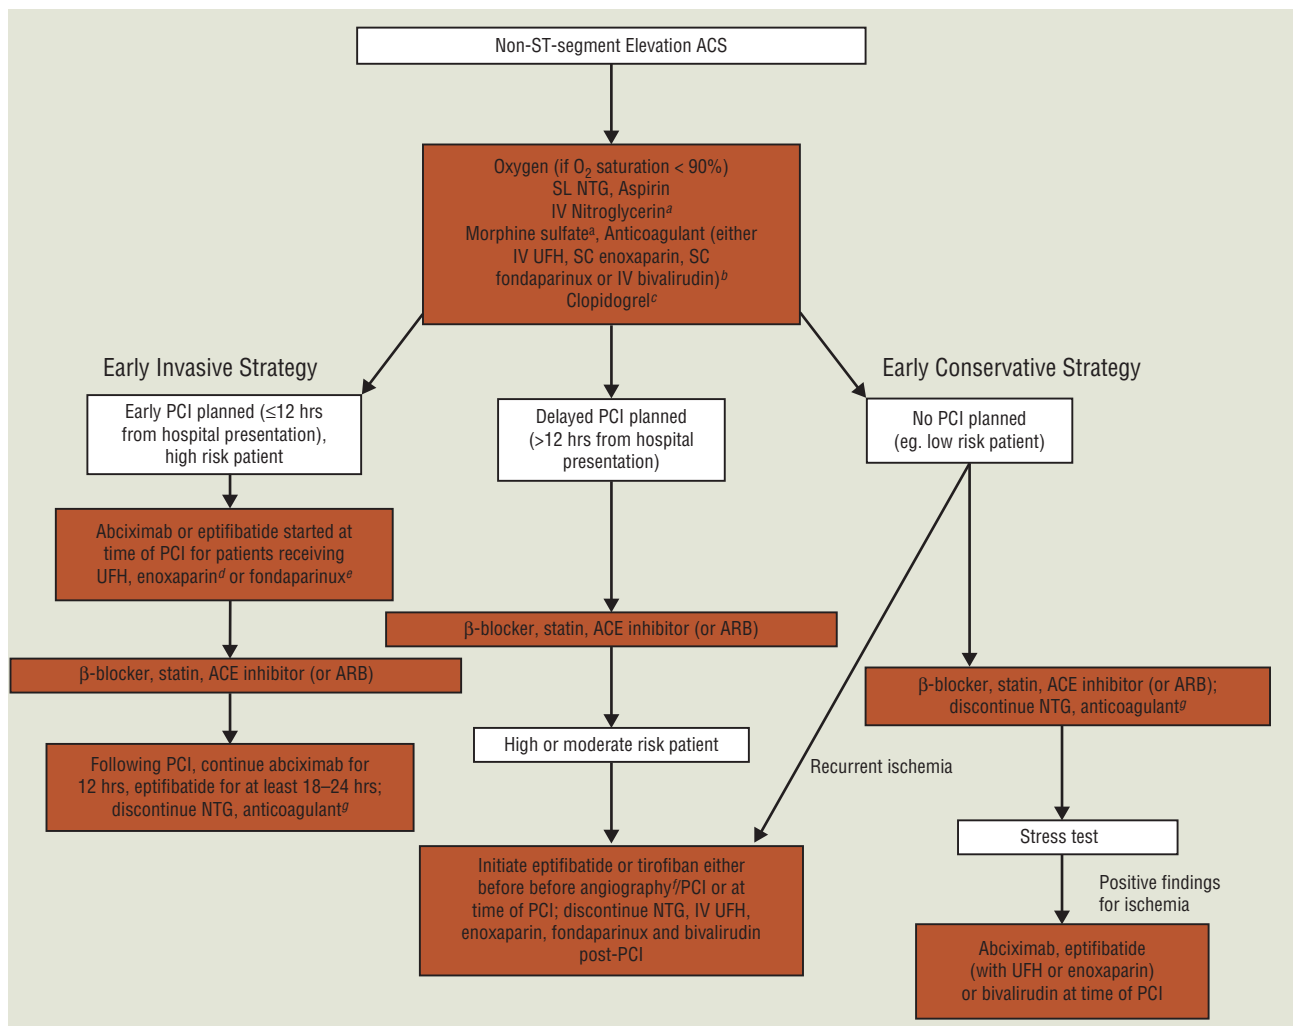 Non-ST-segment Elevation ACS
Oxygen (if O₂ saturation < 90%)
SL NTG, Aspirin
IV Nitroglycerinᵃ
Morphine sulfateᵃ, Anticoagulant (either
IV UFH, SC enoxaparin, SC
fondaparinux or IV bivalirudin)ᵇ
Clopidogrelᶜ
Early Invasive Strategy
Early PCI planned (≤12 hrs
from hospital presentation),
high risk patient
Abciximab or eptifibatide started at
time of PCI for patients receiving
UFH, enoxaparinᵈ or fondaparinuxᵉ
β-blocker, statin, ACE inhibitor (or ARB)
Following PCI, continue abciximab for
12 hrs, eptifibatide for at least 18–24 hrs;
discontinue NTG, anticoagulantᵍ
Delayed PCI planned
(>12 hrs from hospital
presentation)
β-blocker, statin, ACE inhibitor (or ARB)
High or moderate risk patient
Initiate eptifibatide or tirofiban either
before before angiographyᶠ/PCI or at
time of PCI; discontinue NTG, IV UFH,
enoxaparin, fondaparinux and bivalirudin
post-PCI
Early Conservative Strategy
No PCI planned
(eg. low risk patient)
Recurrent ischemia
β-blocker, statin, ACE inhibitor (or ARB);
discontinue NTG, anticoagulantᵍ
Stress test
Positive findings
for ischemia
Abciximab, eptifibatide
(with UFH or enoxaparin)
or bivalirudin at time of PCI